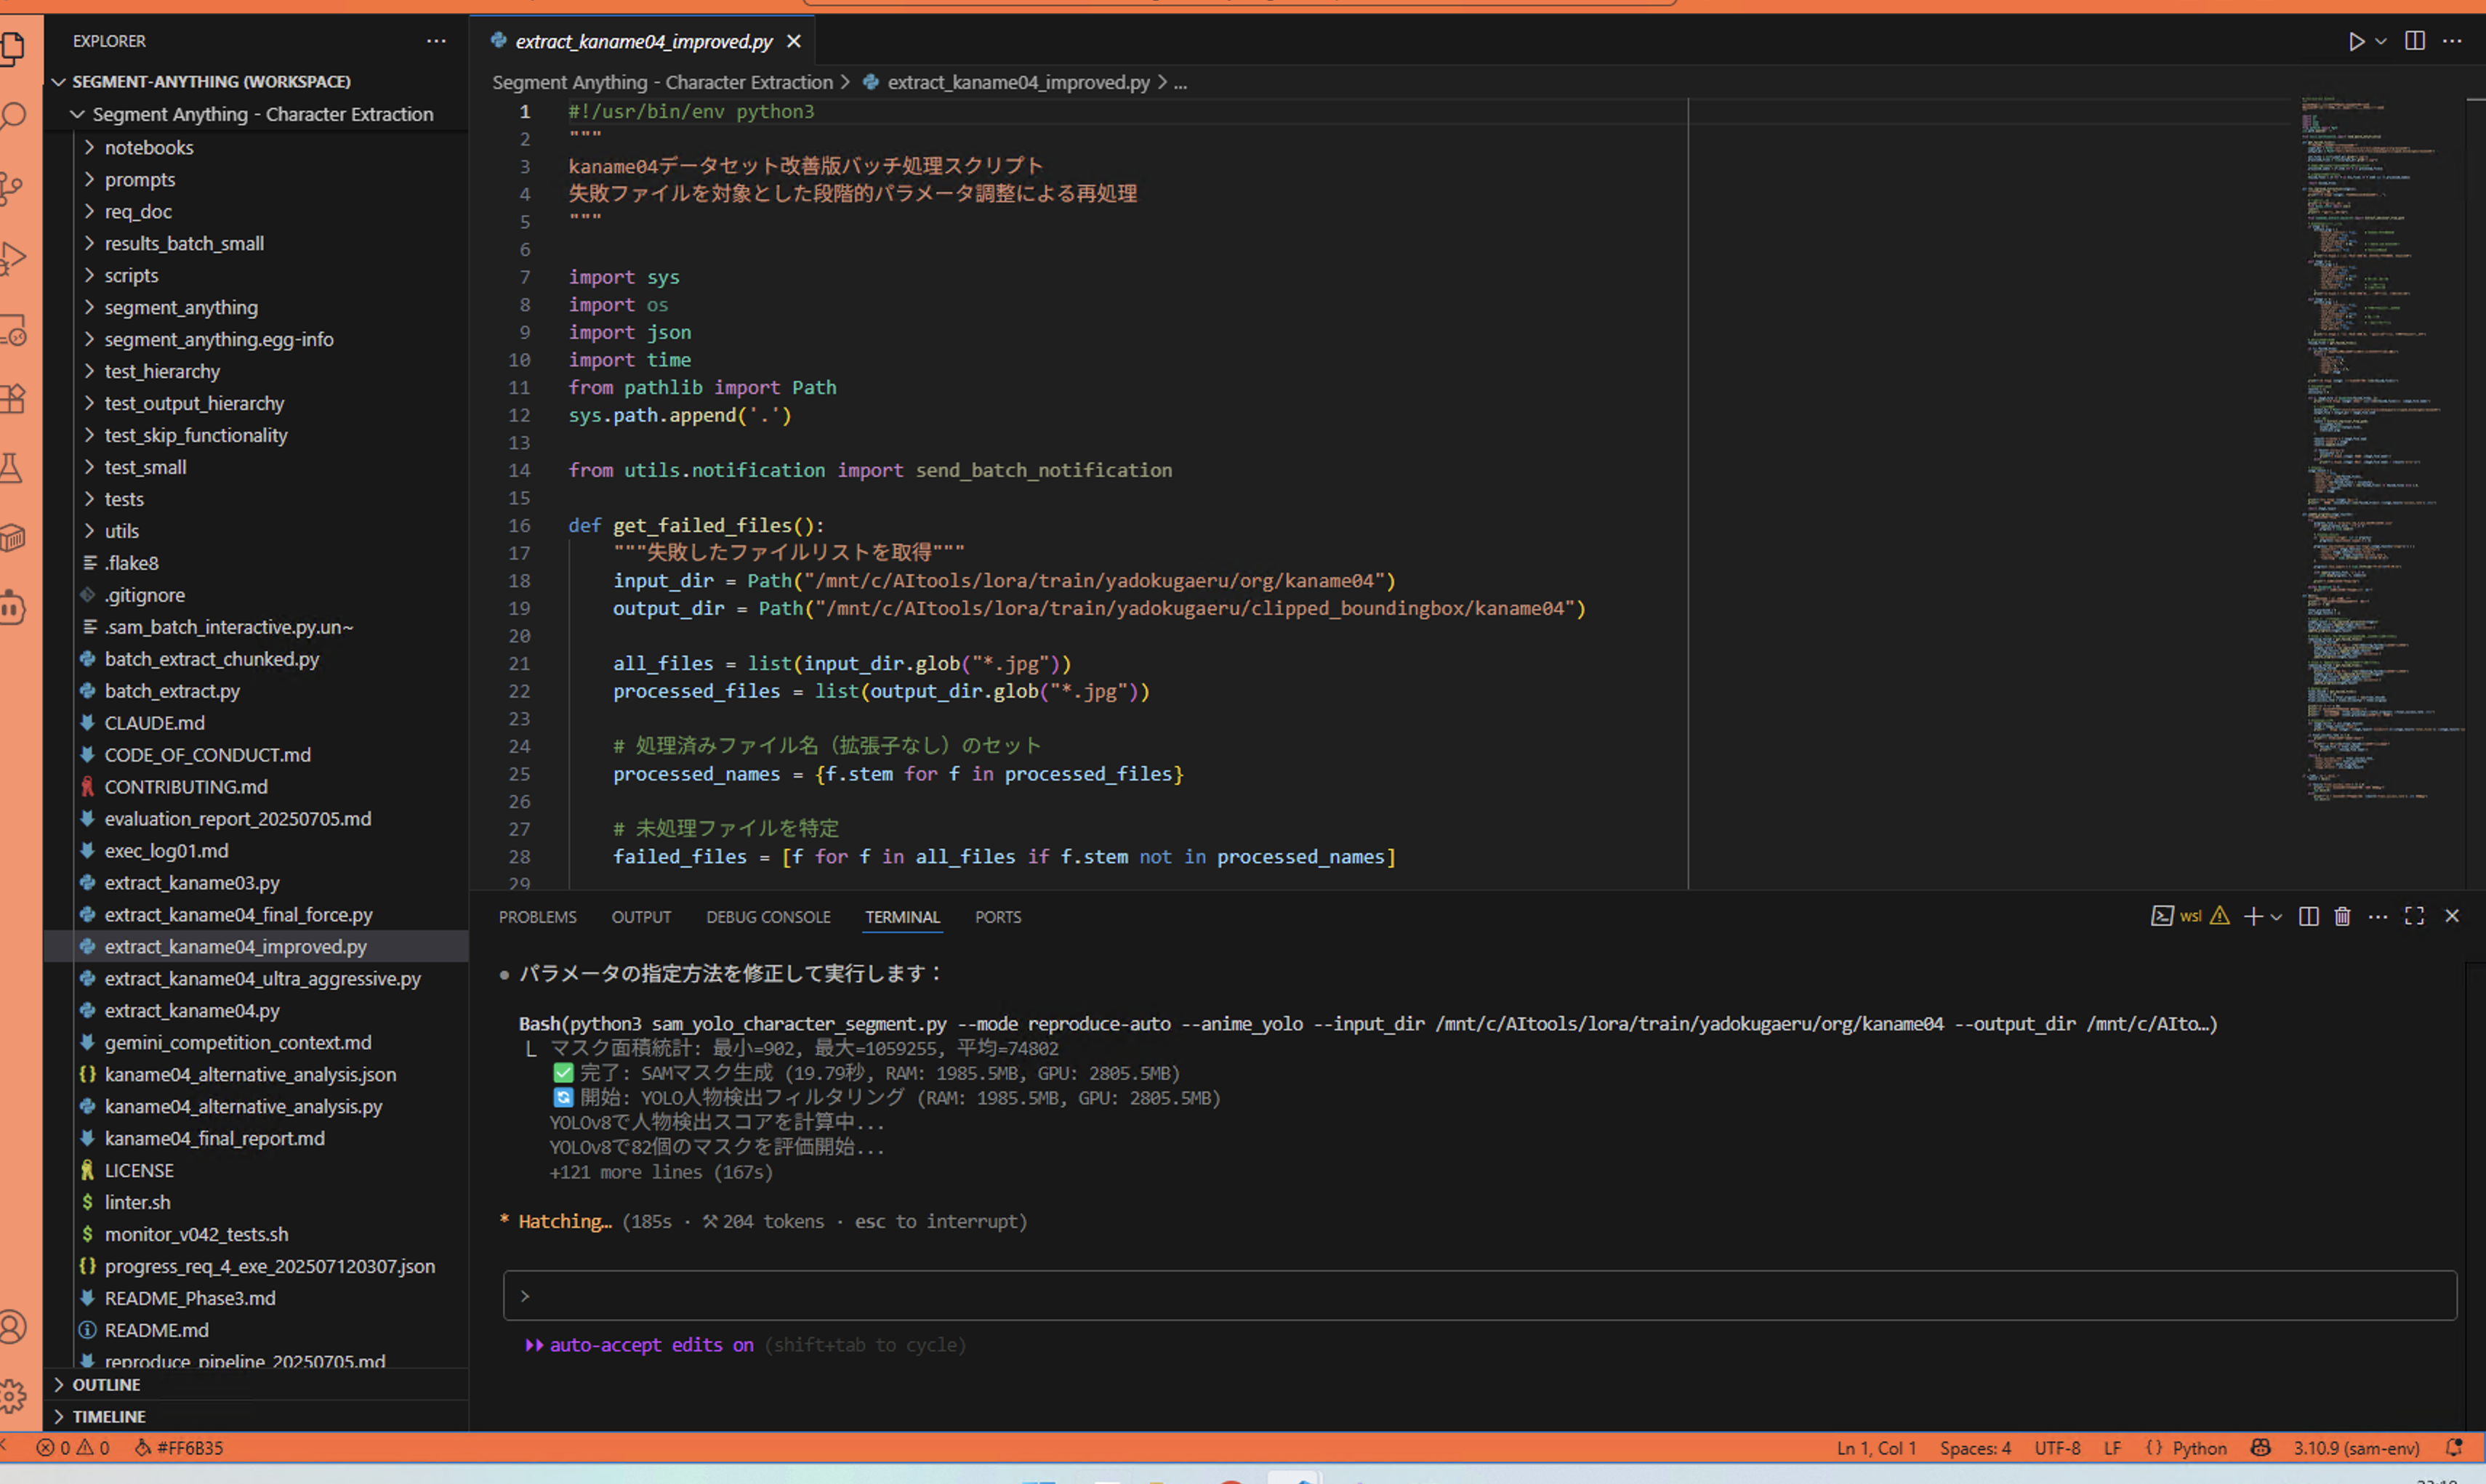 EXPLORER
SEGMENT-ANYTHING (WORKSPACE)
Segment Anything - Character Extraction
notebooks
prompts
req_doc
results_batch_small
scripts
segment_anything
segment_anything.egg-info
test_hierarchy
test_output_hierarchy
test_skip_functionality
test_small
tests
utils
.flake8
.gitignore
.sam_batch_interactive.py.un~
batch_extract_chunked.py
batch_extract.py
CLAUDE.md
CODE_OF_CONDUCT.md
CONTRIBUTING.md
evaluation_report_20250705.md
exec_log01.md
extract_kaname03.py
extract_kaname04_final_force.py
extract_kaname04_improved.py
extract_kaname04_ultra_aggressive.py
extract_kaname04.py
gemini_competition_context.md
kaname04_alternative_analysis.json
kaname04_alternative_analysis.py
kaname04_final_report.md
LICENSE
linter.sh
monitor_v042_tests.sh
progress_req_4_exe_202507120307.json
README_Phase3.md
README.md
reproduce_pipeline_20250705.md
OUTLINE
TIMELINE
extract_kaname04_improved.py
Segment Anything - Character Extraction > extract_kaname04_improved.py > ...
1 #!/usr/bin/env python3
2 """
3 kaname04データセット改善版バッチ処理スクリプト
4 失敗ファイルを対象とした段階的パラメータ調整による再処理
5 """
6
7 import sys
8 import os
9 import json
10 import time
11 from pathlib import Path
12 sys.path.append('.')
13
14 from utils.notification import send_batch_notification
15
16 def get_failed_files():
17 """失敗したファイルリストを取得"""
18 input_dir = Path("/mnt/c/AItools/lora/train/yadokugaeru/org/kaname04")
19 output_dir = Path("/mnt/c/AItools/lora/train/yadokugaeru/clipped_boundingbox/kaname04")
20
21 all_files = list(input_dir.glob("*.jpg"))
22 processed_files = list(output_dir.glob("*.jpg"))
23
24 # 処理済みファイル名（拡張子なし）のセット
25 processed_names = {f.stem for f in processed_files}
26
27 # 未処理ファイルを特定
28 failed_files = [f for f in all_files if f.stem not in processed_names]
29
PROBLEMS OUTPUT DEBUG CONSOLE TERMINAL PORTS
wsl
● パラメータの指定方法を修正して実行します：
Bash(python3 sam_yolo_character_segment.py --mode reproduce-auto --anime_yolo --input_dir /mnt/c/AItools/lora/train/yadokugaeru/org/kaname04 --output_dir /mnt/c/AIto…)
マスク面積統計: 最小=902, 最大=1059255, 平均=74802
✅ 完了: SAMマスク生成 (19.79秒, RAM: 1985.5MB, GPU: 2805.5MB)
🔄 開始: YOLO人物検出フィルタリング (RAM: 1985.5MB, GPU: 2805.5MB)
YOLOv8で人物検出スコアを計算中...
YOLOv8で82個のマスクを評価開始...
+121 more lines (167s)
* Hatching… (185s · ⚒ 204 tokens · esc to interrupt)
>
auto-accept edits on (shift+tab to cycle)
0 0 #FF6B35 Ln 1, Col 1 Spaces: 4 UTF-8 LF {} Python 3.10.9 (sam-env)